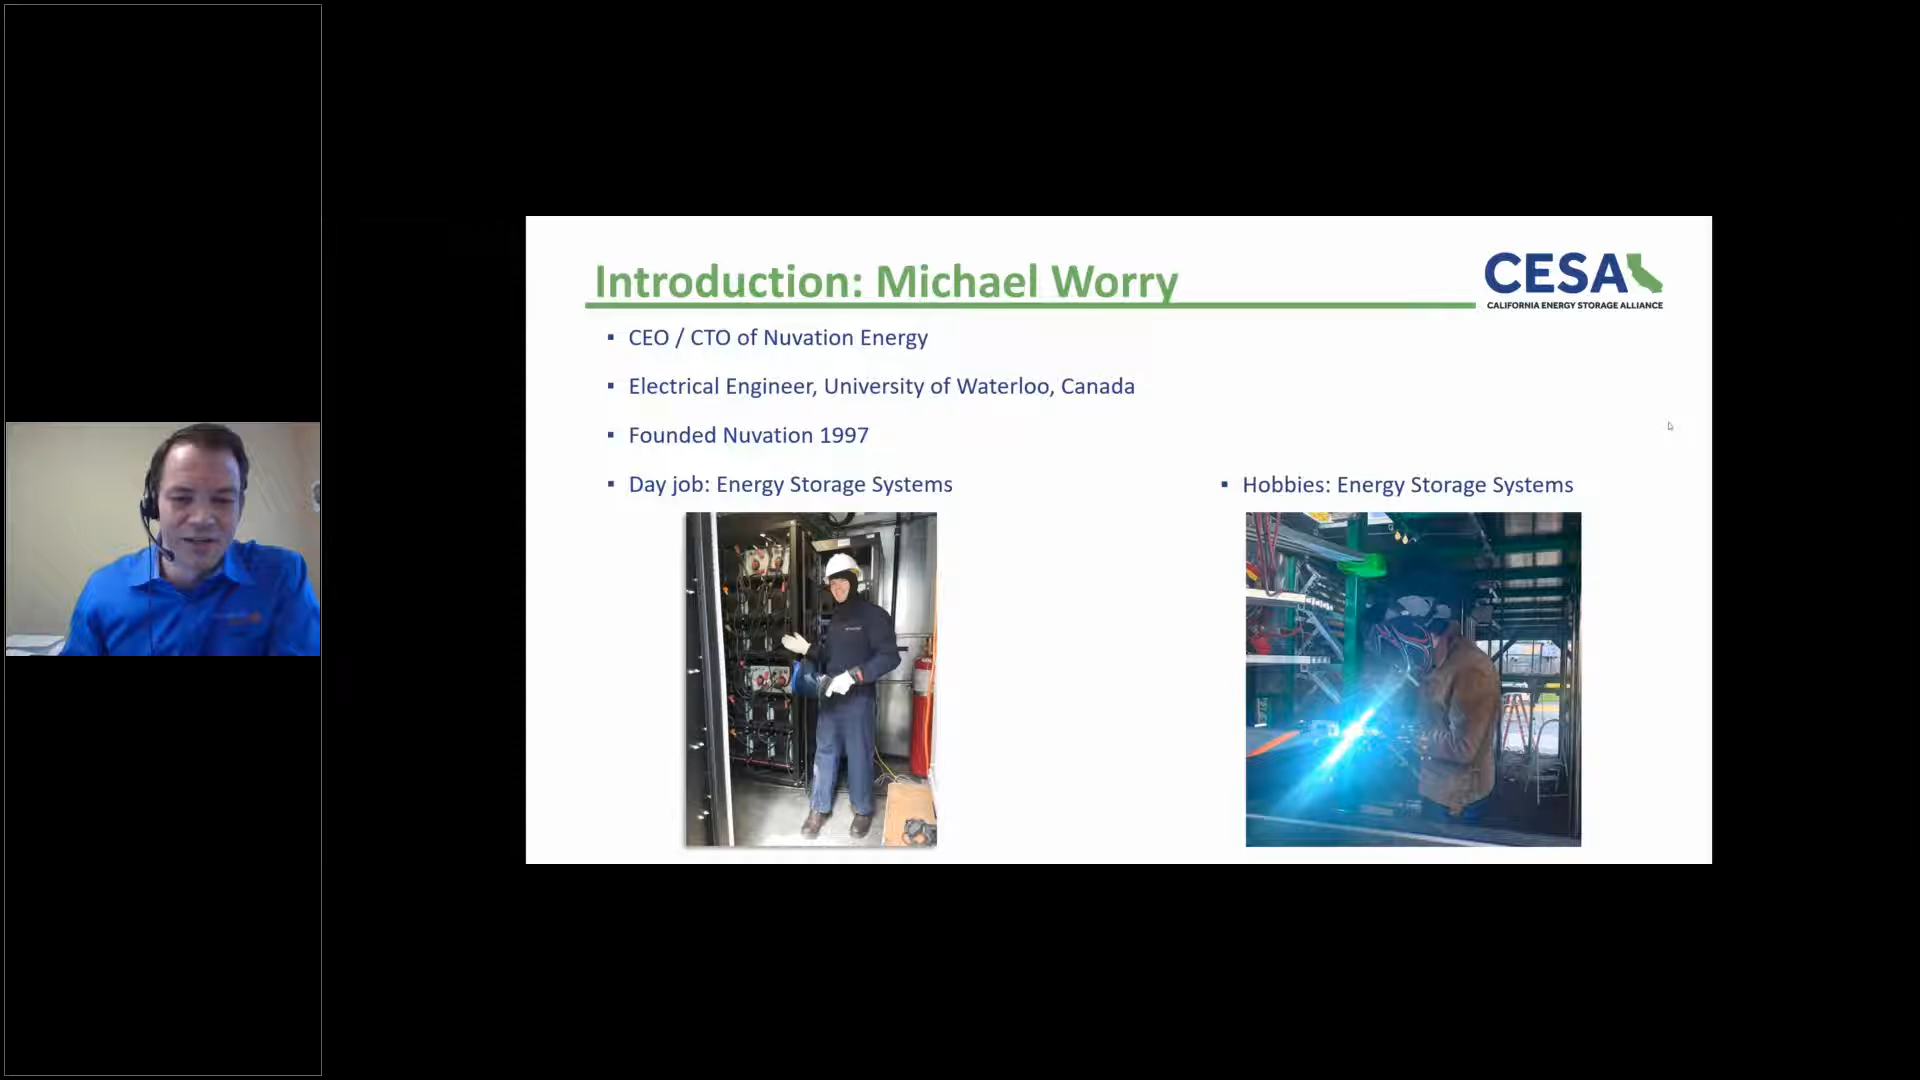 Introduction: Michael Worry
CESA
CALIFORNIA ENERGY STORAGE ALLIANCE
▪ CEO / CTO of Nuvation Energy
▪ Electrical Engineer, University of Waterloo, Canada
▪ Founded Nuvation 1997
▪ Day job: Energy Storage Systems
▪ Hobbies: Energy Storage Systems